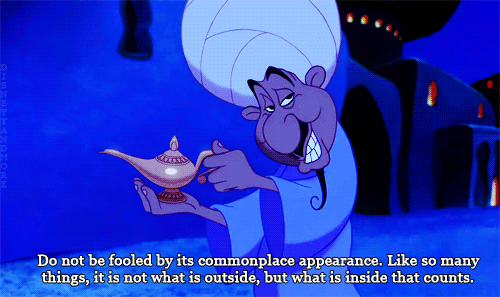 Do not be fooled by its commonplace appearance. Like so many
things, it is not what is outside, but what is inside that counts.